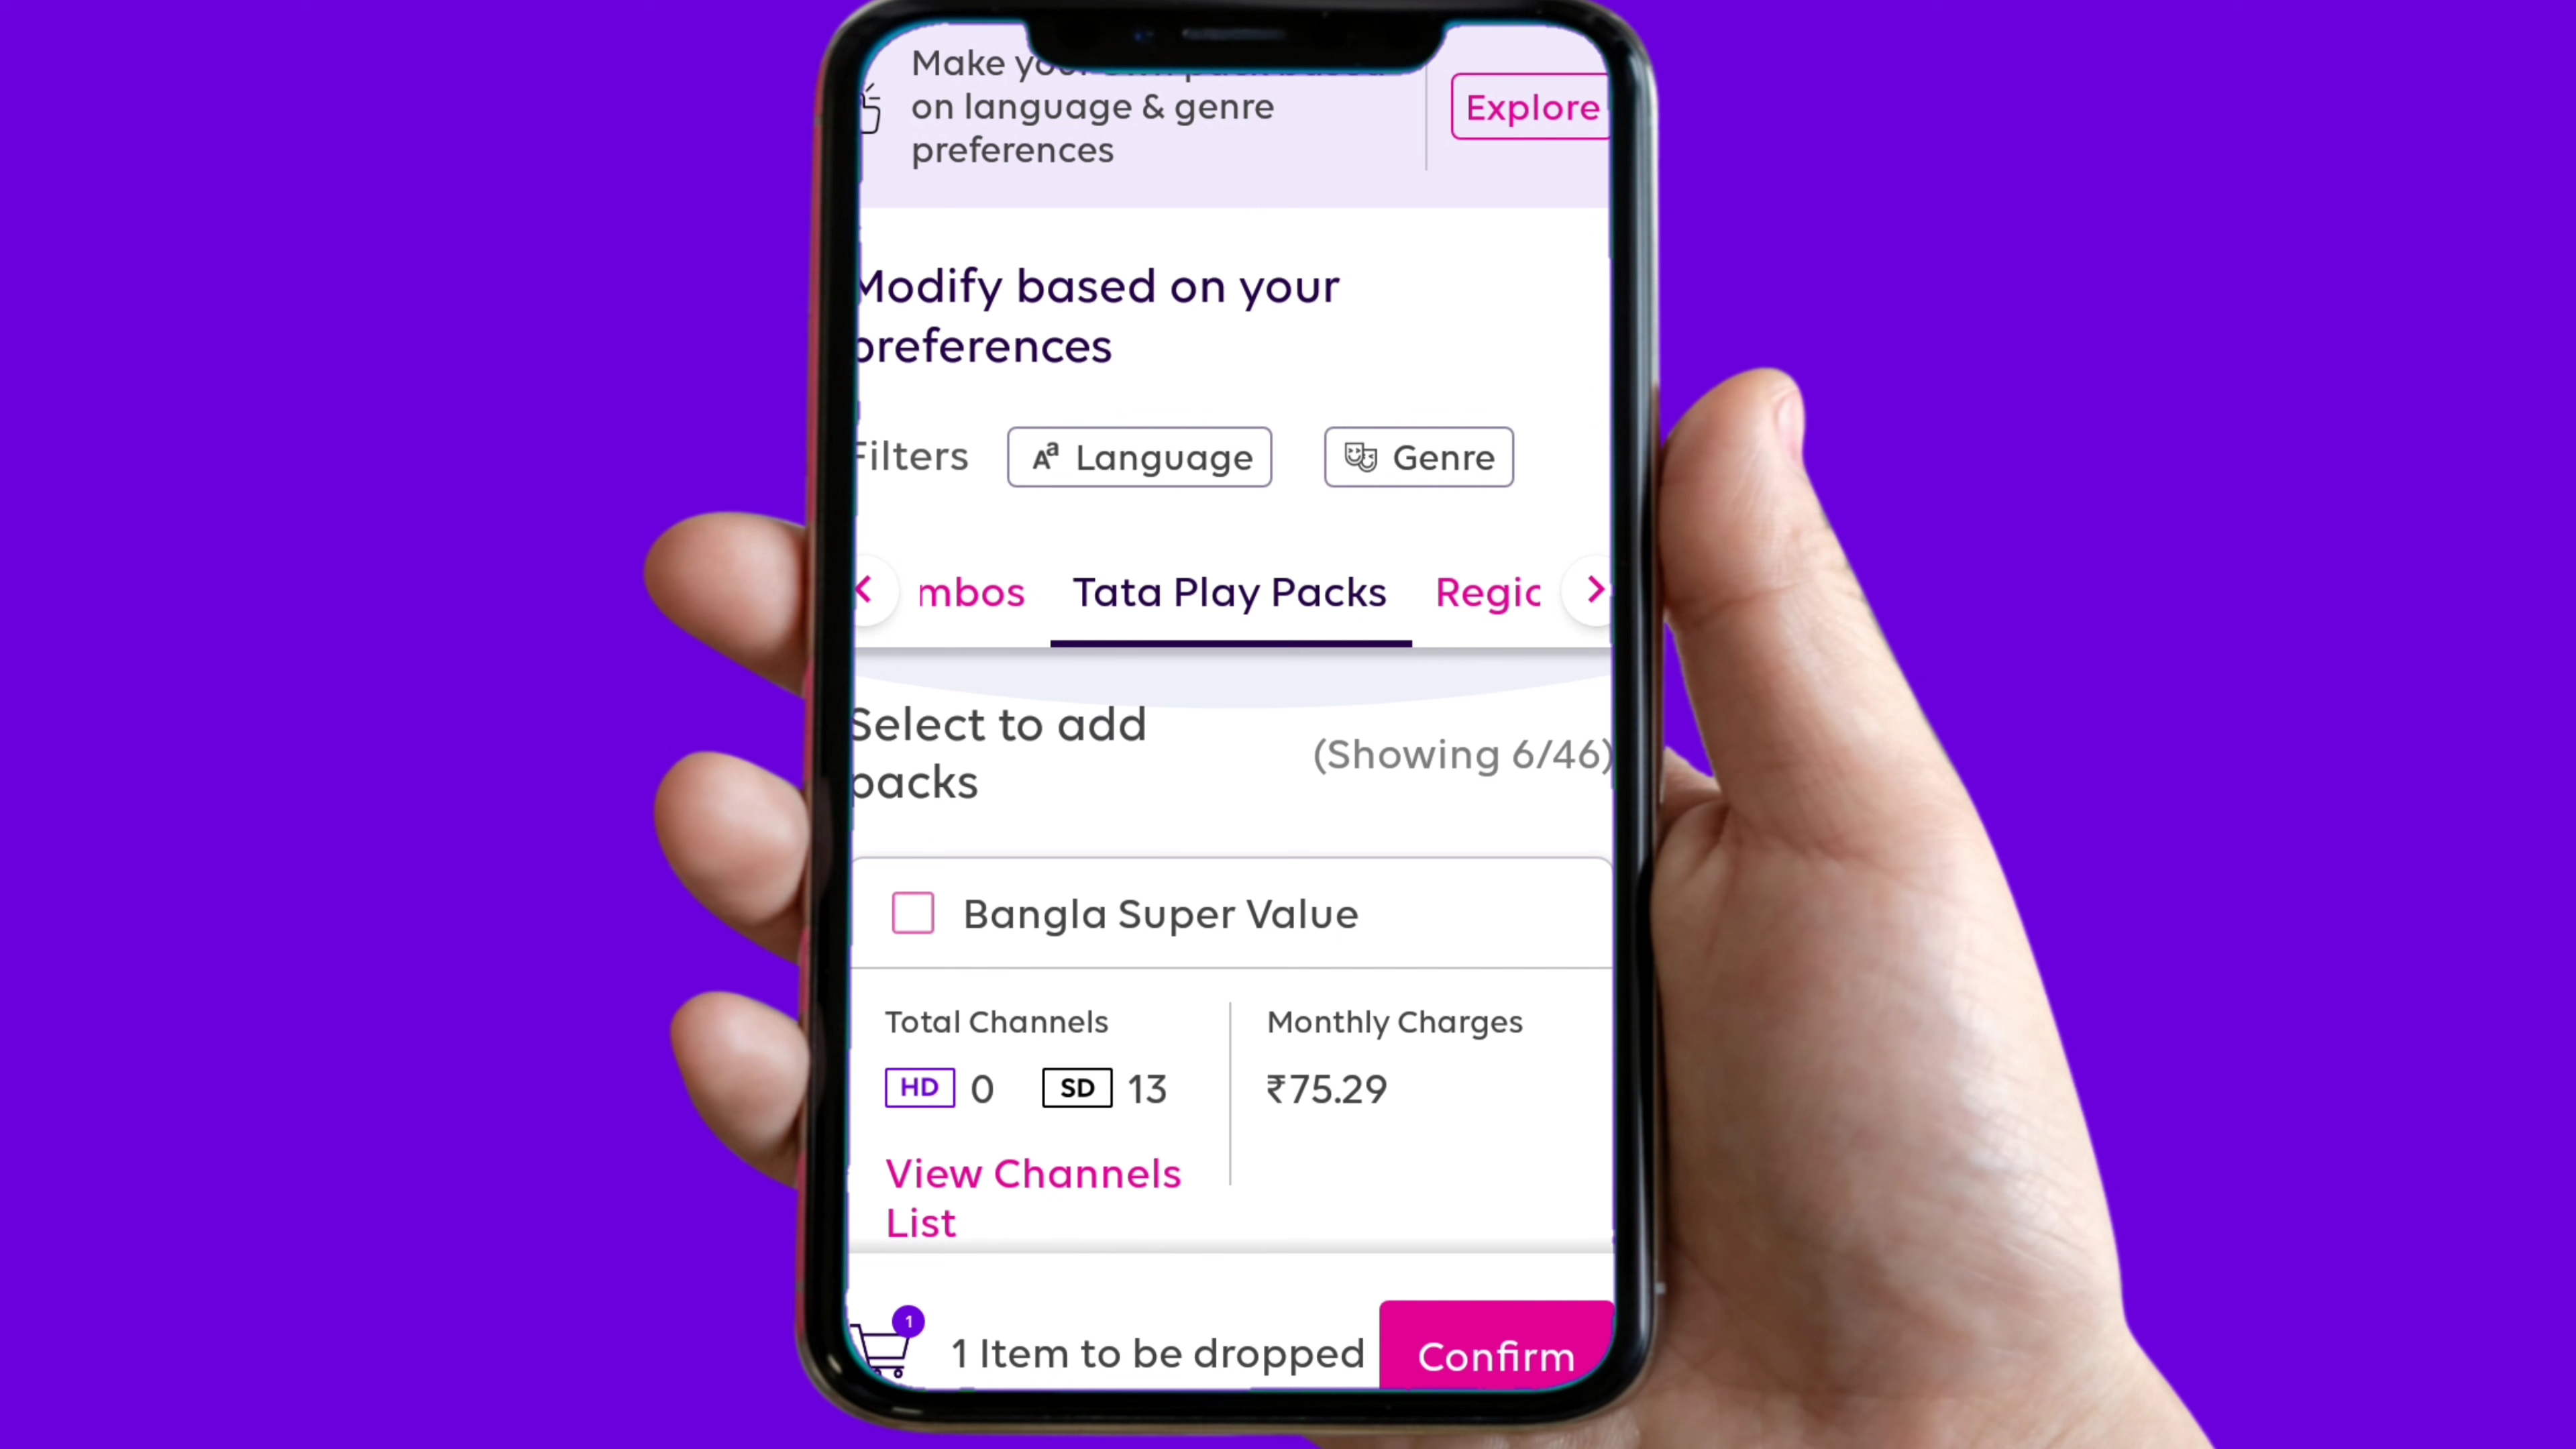 Make your own pack based
on language & genre
preferences
Explore
Modify based on your
preferences
Filters
Aa Language
Genre
mbos
Tata Play Packs
Regic
Select to add
packs
(Showing 6/46)
Bangla Super Value
Total Channels
Monthly Charges
HD 0 SD 13
₹75.29
View Channels
List
1
1 Item to be dropped
Confirm